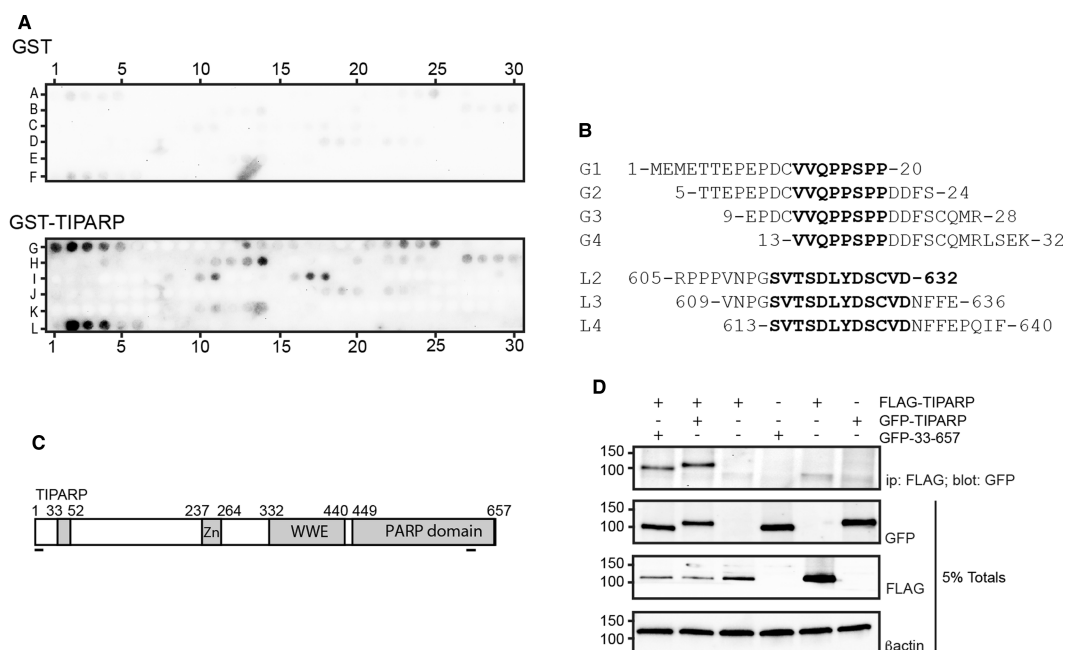 A
GST
1 5 10 15 20 25 30
A
B
C
D
E
F
GST-TIPARP
G
H
I
J
K
L
1 5 10 15 20 25 30
B
G1 1-MEMETTEPEPDCVVQPPSPP-20
G2 5-TTEPEPDCVVQPPSPPDDFS-24
G3 9-EPDCVVQPPSPPDDFSCQMR-28
G4 13-VVQPPSPPDDFSCQMRLSEK-32
L2 605-RPPPVNPGSVTSDLYDSCVD-632
L3 609-VNPGSVTSDLYDSCVDNFFE-636
L4 613-SVTSDLYDSCVDNFFEPQIF-640
C
TIPARP
1 33 52 237 264 332 440 449 657
Zn WWE PARP domain
D
+ + + - + - FLAG-TIPARP
- + - - - + GFP-TIPARP
+ - - + - - GFP-33-657
150
100
ip: FLAG; blot: GFP
150
100
GFP
150
100
FLAG
150
100
βactin
5% Totals